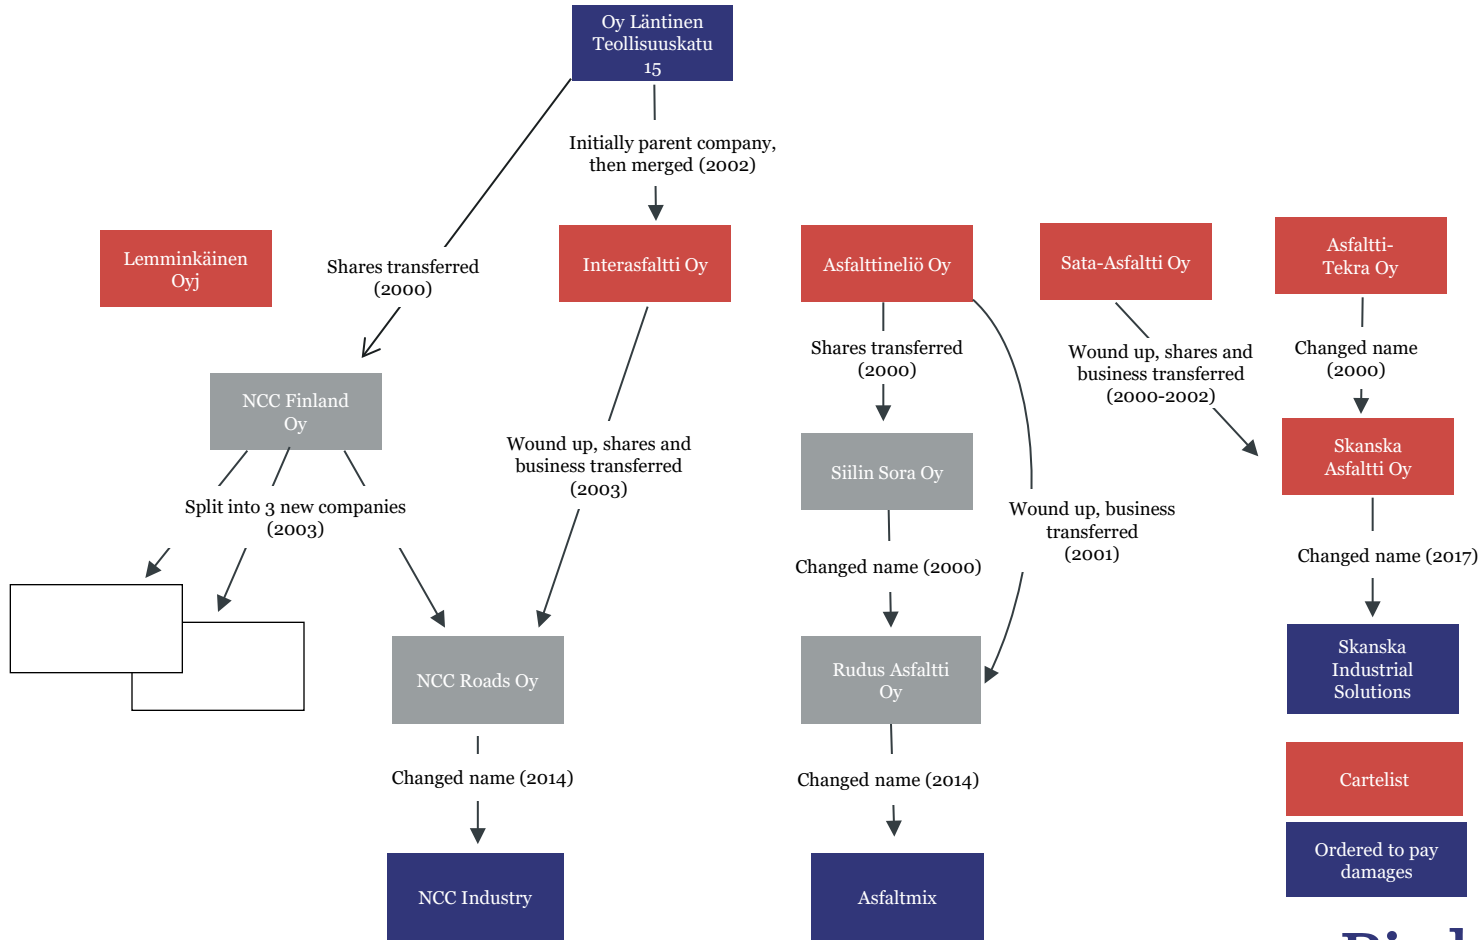 Oy Läntinen
Teollisuuskatu
15
Initially parent company,
then merged (2002)
Lemminkäinen
Oyj
Shares transferred
(2000)
Interasfaltti Oy
Asfalttineliö Oy
Sata-Asfaltti Oy
Asfaltti-
Tekra Oy
Shares transferred
(2000)
Wound up, shares and
business transferred
(2000-2002)
Changed name
(2000)
NCC Finland
Oy
Wound up, shares and
business transferred
(2003)
Siilin Sora Oy
Skanska
Asfaltti Oy
Split into 3 new companies
(2003)
Wound up, business
transferred
(2001)
Changed name (2000)
Changed name (2017)
NCC Roads Oy
Rudus Asfaltti
Oy
Skanska
Industrial
Solutions
Changed name (2014)
Changed name (2014)
Cartelist
Ordered to pay
damages
NCC Industry
Asfaltmix